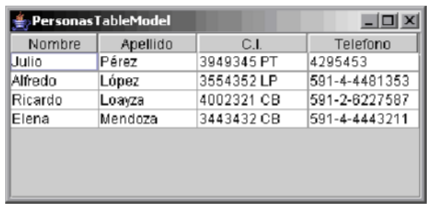 PersonasTableModel
Nombre Apellido C.I. Telefono
Julio Pérez 3949345 PT 4295453
Alfredo López 3554352 LP 591-4-4481353
Ricardo Loayza 4002321 CB 591-2-6227587
Elena Mendoza 3443432 CB 591-4-4443211